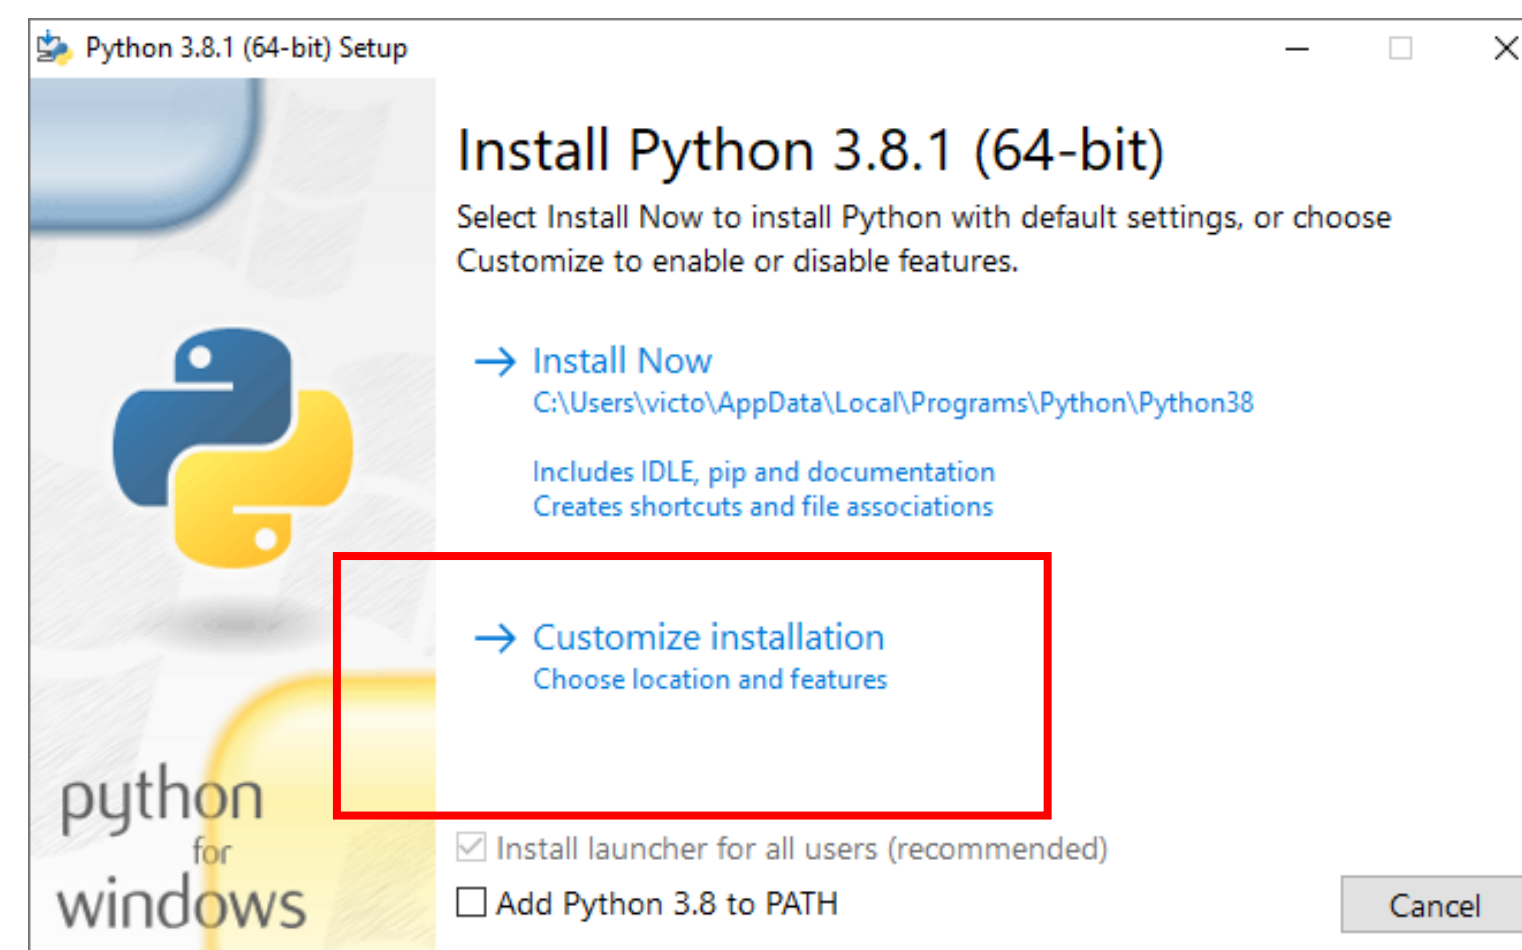 Python 3.8.1 (64-bit) Setup
Install Python 3.8.1 (64-bit)
Select Install Now to install Python with default settings, or choose
Customize to enable or disable features.
Install Now
C:\Users\victo\AppData\Local\Programs\Python\Python38
Includes IDLE, pip and documentation
Creates shortcuts and file associations
Customize installation
Choose location and features
python
for
windows
Install launcher for all users (recommended)
Add Python 3.8 to PATH
Cancel